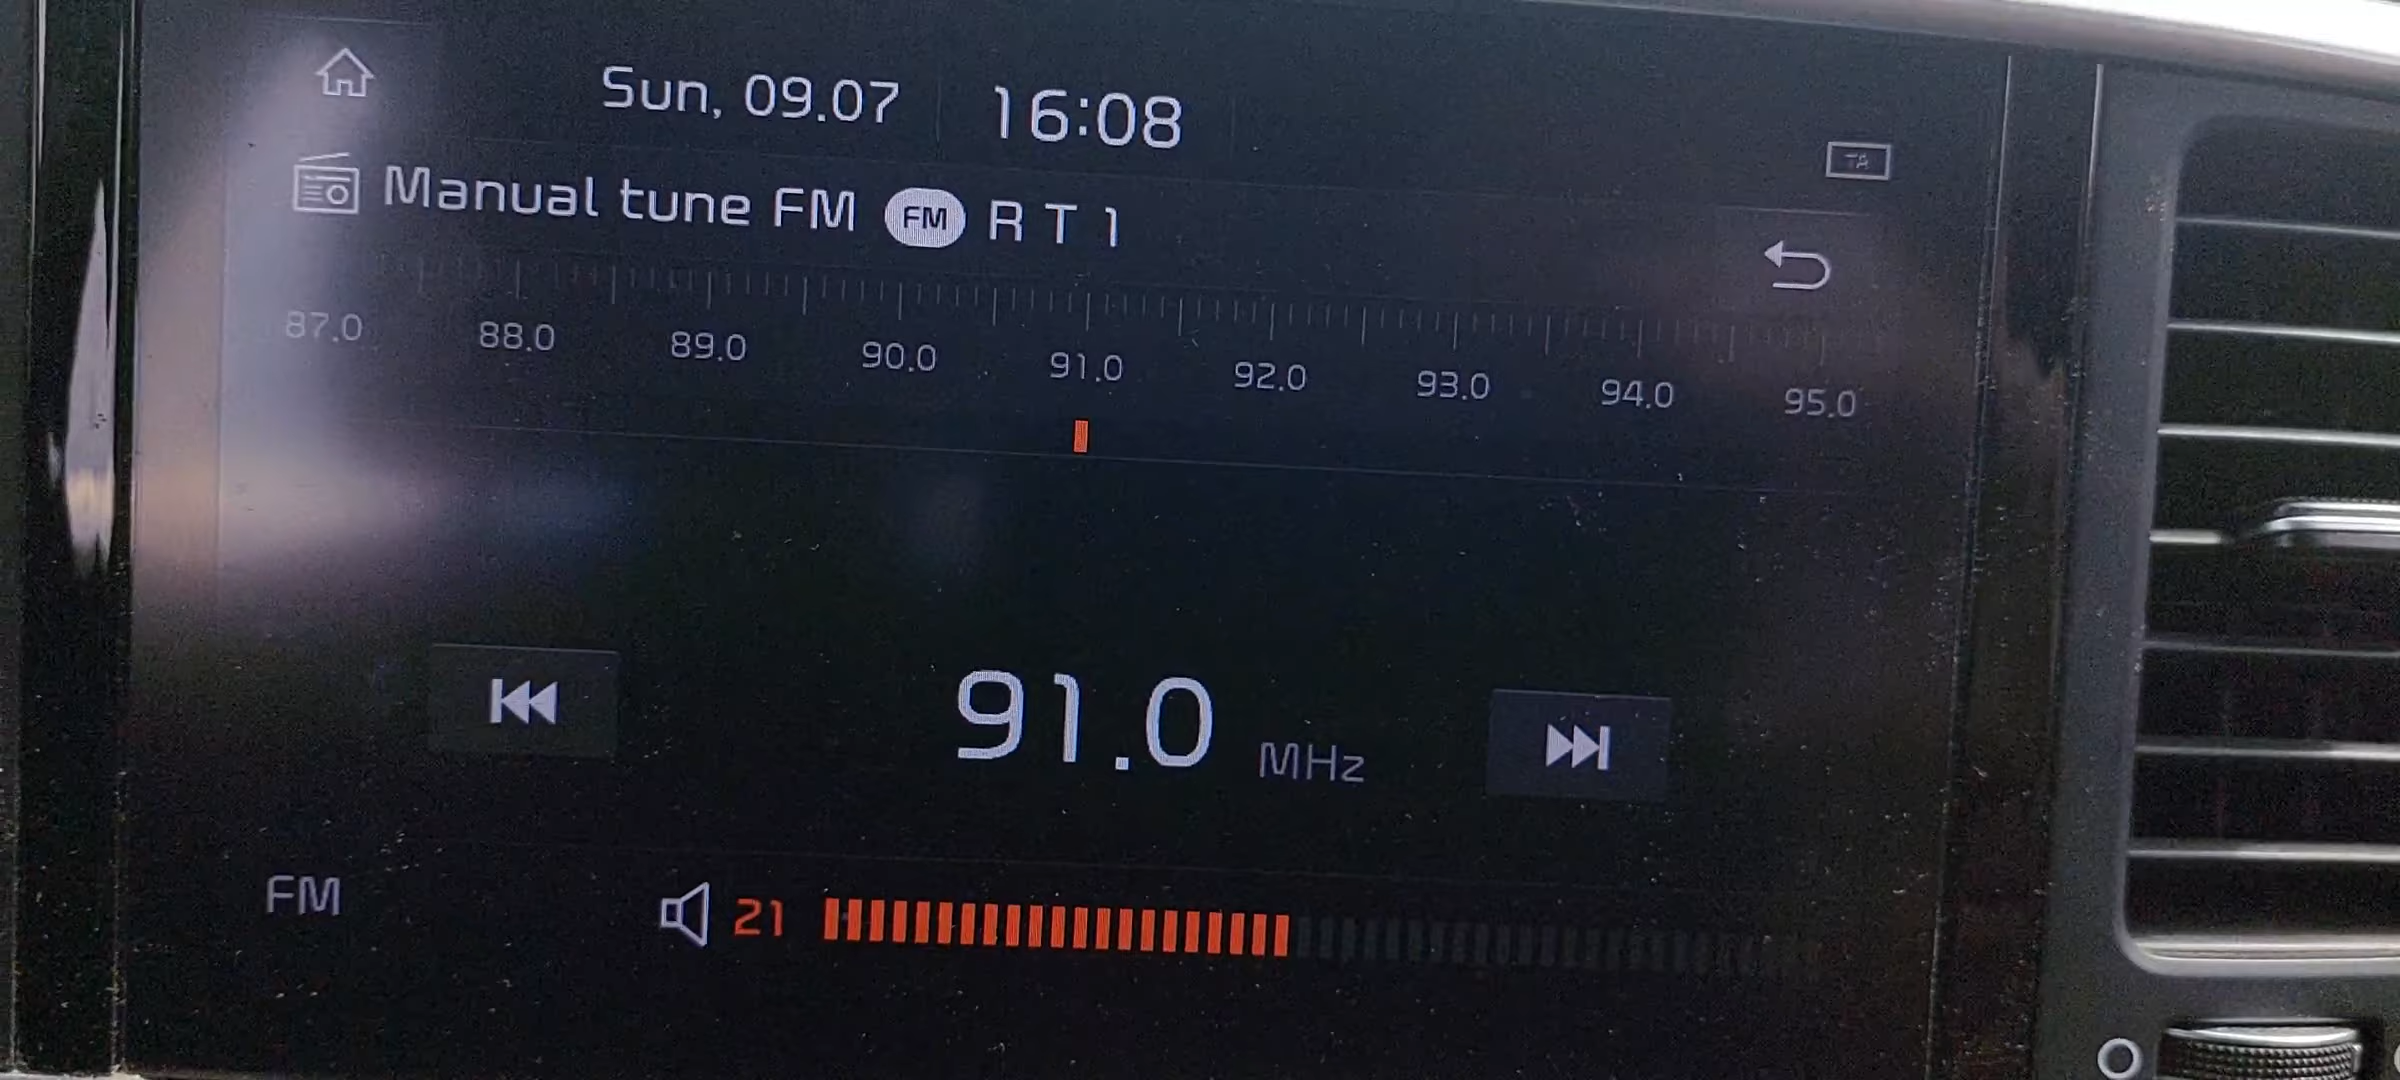 Sun, 09.07 16:08
TA
Manual tune FM FM R T 1
87.0 88.0 89.0 90.0 91.0 92.0 93.0 94.0 95.0
91.0 MHz
FM 21